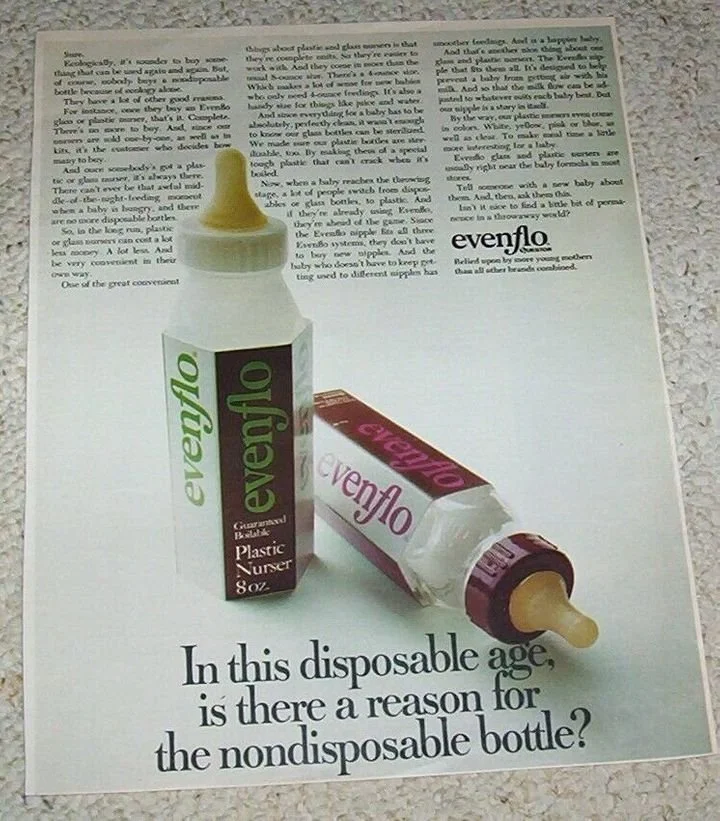 Sure.
Ecologically, it's sounder to buy some-
thing that can be used again and again. But,
of course, nobody buys a nondisposable
bottle because of ecology alone.
They have a lot of other good reasons.
For instance, once they buy an Evenflo
glass or plastic nurser, that's it. Complete.
There's no more to buy. And, since our
nursers are sold one-by-one, as well as in
kits, it's the customer who decides how
many to buy.
And once somebody's got a plas-
tic or glass nurser, it's always there.
There can't ever be that awful mid-
dle-of-the-night-feeding moment
when a baby is hungry, and there
are no more disposable bottles.
So, in the long run, plastic
or glass nursers can cost a lot
less money. A lot less. And
be very convenient in their
own way.
One of the great convenient
things about plastic and glass nursers is that
they're complete units. So they're easier to
work with. And they come in more than the
usual 8-ounce size. There's a 4-ounce size.
Which makes a lot of sense for new babies
who only need 4-ounce feedings. It's also a
handy size for things like juice and water.
And since everything for a baby has to be
absolutely, perfectly clean, it wasn't enough
to know our glass bottles can be sterilized.
We made sure our plastic bottles are ster-
ilizable, too. By making them of a special
tough plastic that can't crack when it's
boiled.
Now, when a baby reaches the throwing
stage, a lot of people switch from dispos-
ables or glass bottles, to plastic. And
if they're already using Evenflo,
they're ahead of the game. Since
the Evenflo nipple fits all three
Evenflo systems, they don't have
to buy new nipples. And the
baby who doesn't have to keep get-
ting used to different nipples has
smoother feedings. And is a happier baby.
And that's another nice thing about our
glass and plastic nursers. The Evenflo nip-
ple that fits them all. It's designed to help
prevent a baby from getting air with his
milk. And so that the milk flow can be ad-
justed to whatever suits each baby best. But
our nipple is a story in itself.
By the way, our plastic nursers even come
in colors. White, yellow, pink or blue, as
well as clear. To make meal time a little
more interesting for a baby.
Evenflo glass and plastic nursers are
usually right near the baby formula in most
stores.
Tell someone with a new baby about
them. And, then, ask them this.
Isn't it nice to find a little bit of perma-
nence in a throwaway world?
evenflo
QUESTOR
Relied upon by more young mothers
than all other brands combined.
evenflo
evenflo
Guaranteed
Boilable
Plastic
Nurser
8 oz.
evenflo
evenflo
In this disposable age,
is there a reason for
the nondisposable bottle?